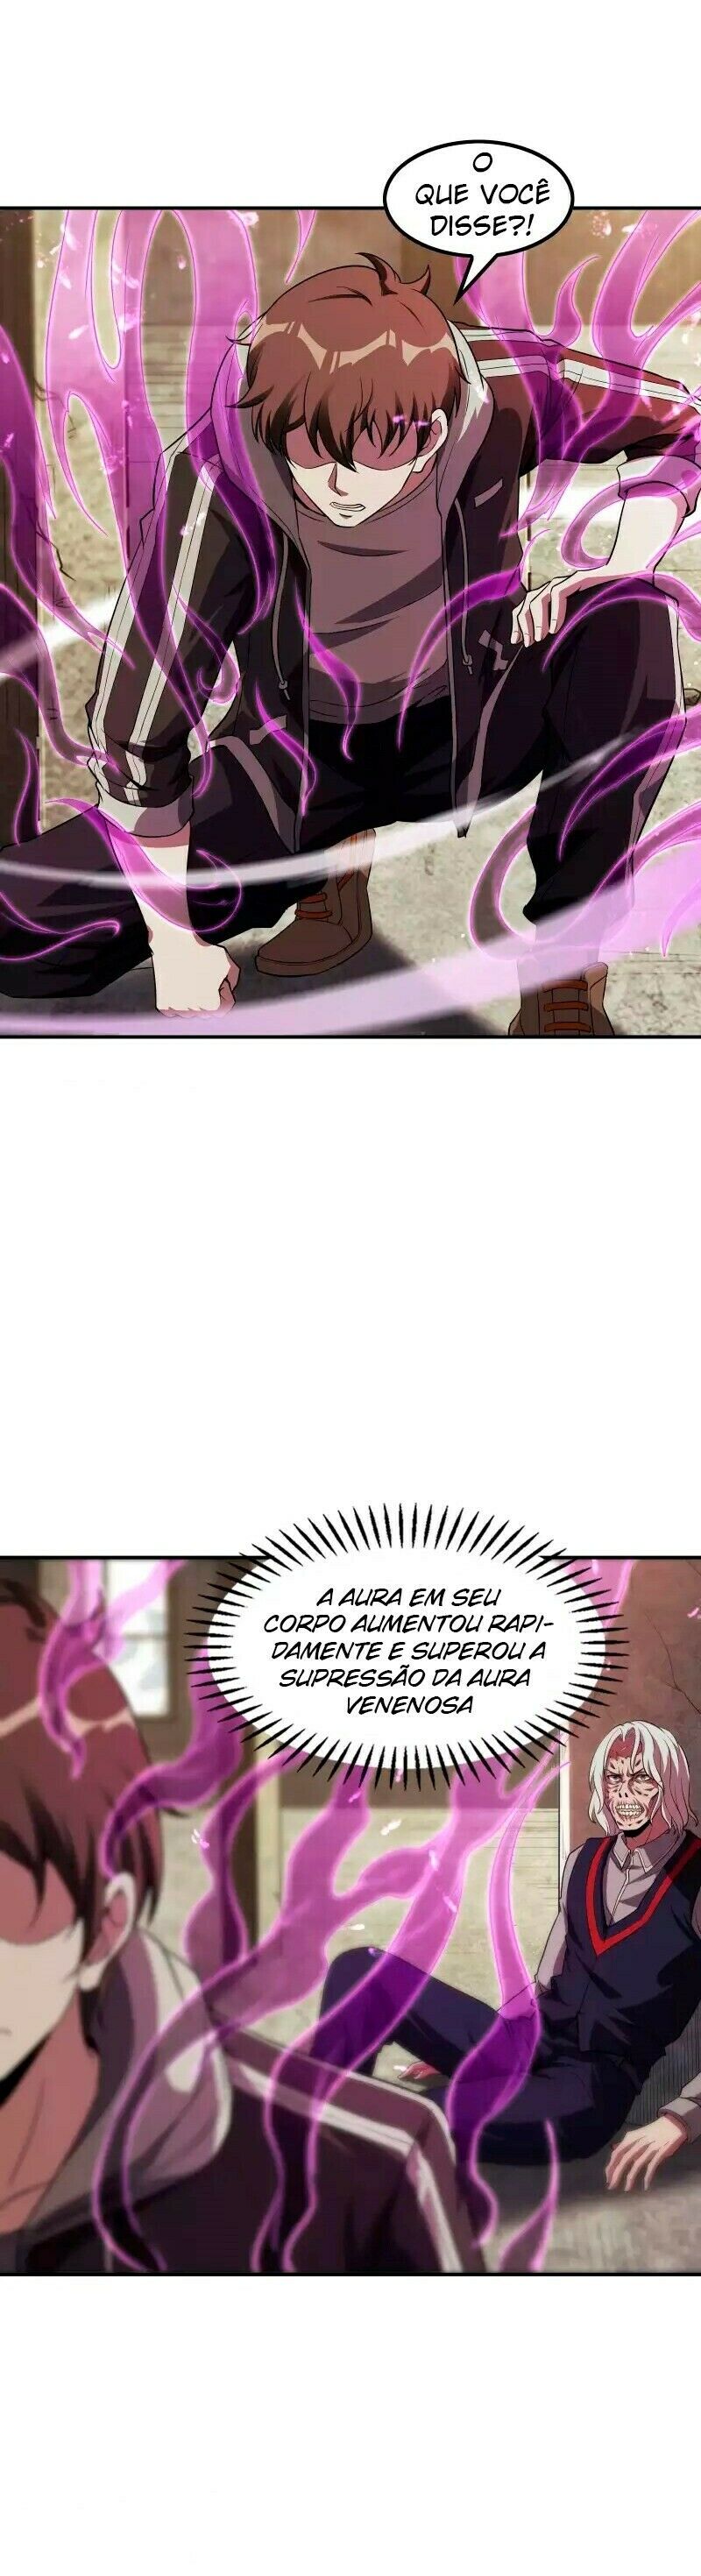 O
QUE VOCÊ
DISSE?!
A AURA EM SEU
CORPO AUMENTOU RAPI-
DAMENTE E SUPEROU A
SUPRESSÃO DA AURA
VENENOSA